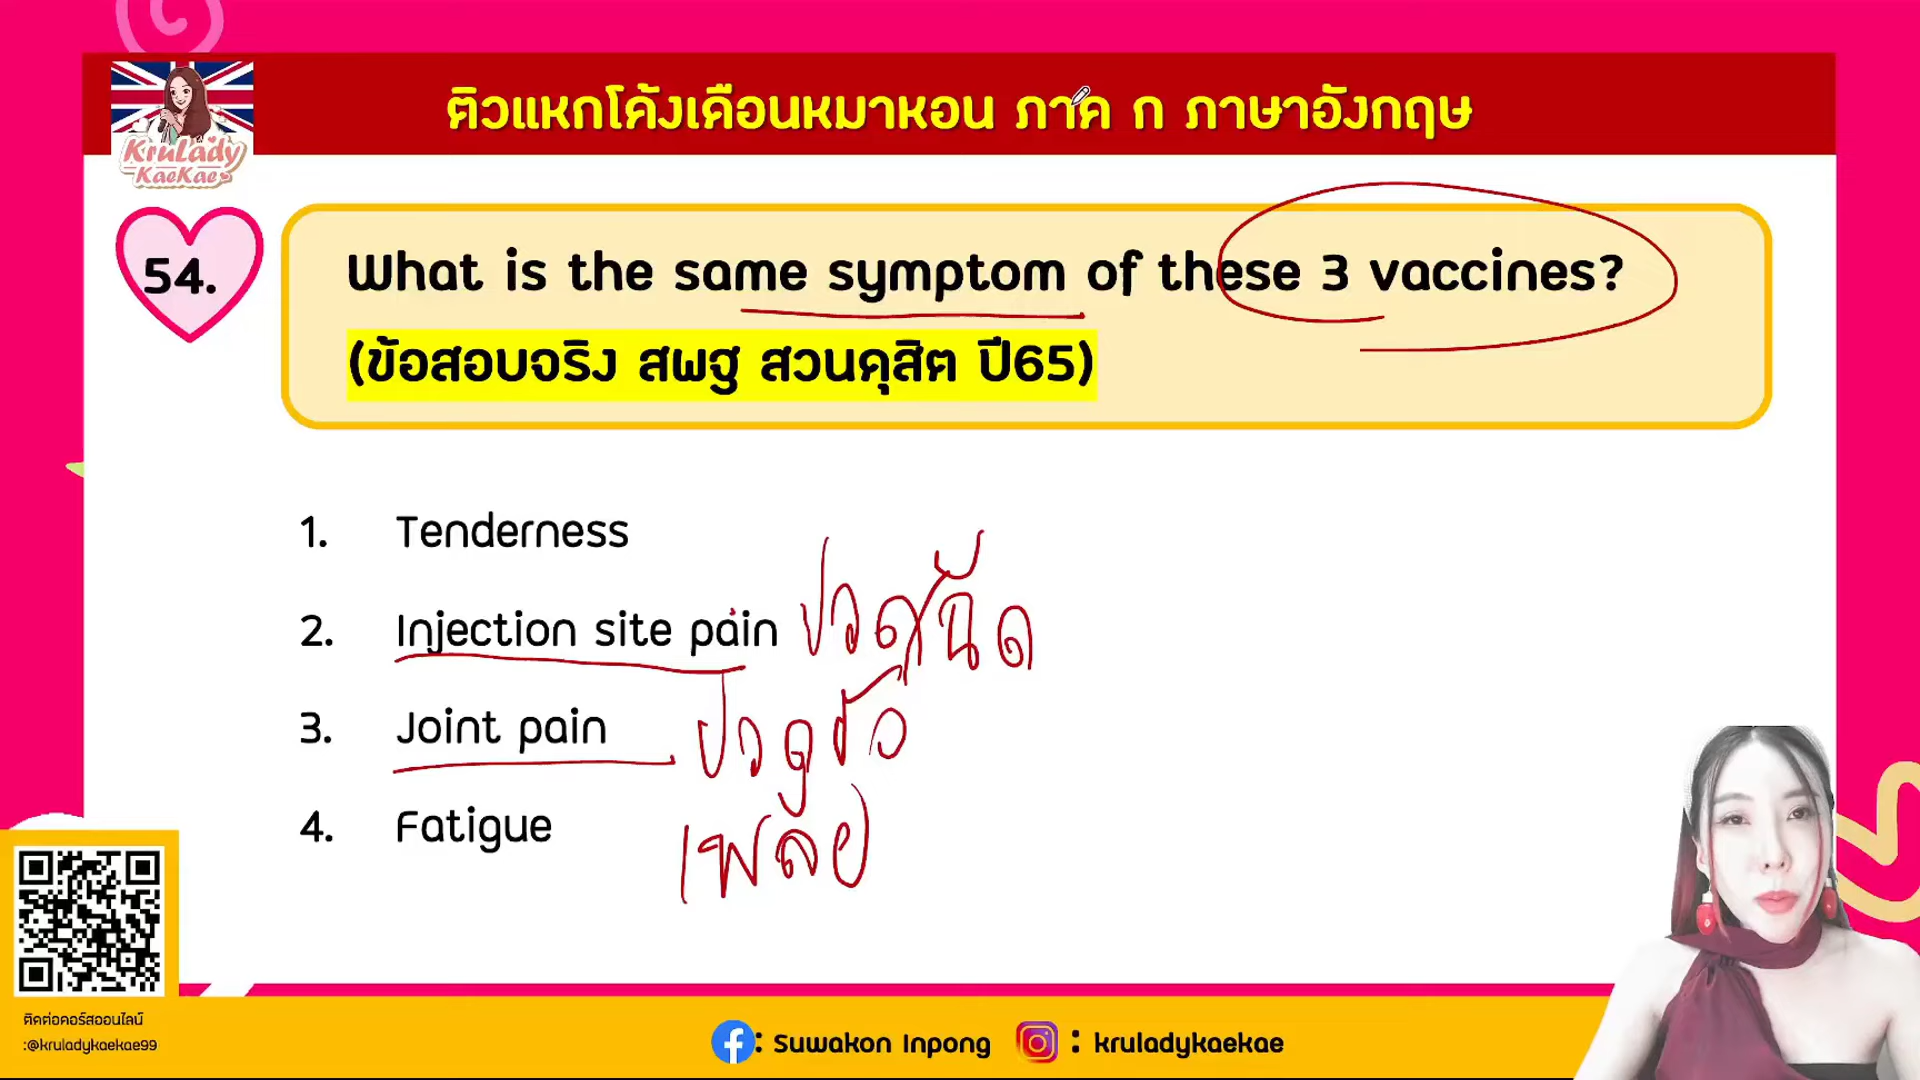 ติวแหกโค้งเดือนหมาหอน ภาค ก ภาษาอังกฤษ
KruLady
KaeKae
54.
What is the same symptom of these 3 vaccines?
(ข้อสอบจริง สพฐ สวนดุสิต ปี65)
1. Tenderness
2. Injection site pain ปวดฉีด
3. Joint pain ปวดข้อ
4. Fatigue เพลีย
ติดต่อคอร์สออนไลน์
:@kruladykaekae99
: Suwakon Inpong : kruladykaekae